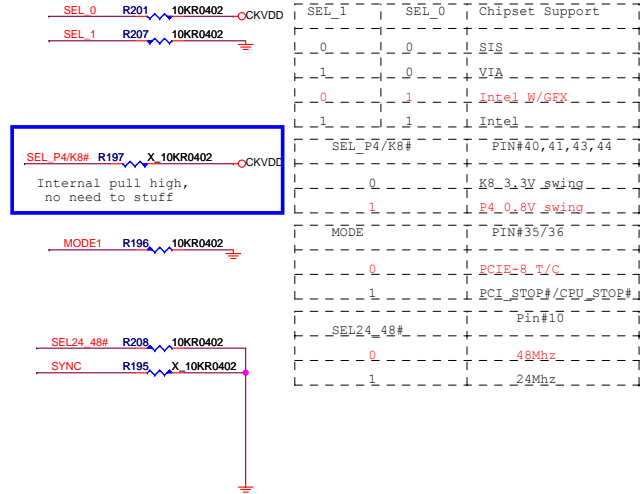 SEL_0 R201 10KR0402 CKVDD
SEL_1 R207 10KR0402
SEL_P4/K8# R197 X_10KR0402 CKVDD
Internal pull high,
no need to stuff
MODE1 R196 10KR0402
SEL24_48# R208 10KR0402
SYNC R195 X_10KR0402
SEL_1 SEL_0 Chipset Support
0 0 SIS
1 0 VIA
0 1 Intel W/GFX
1 1 Intel
SEL_P4/K8# PIN#40,41,43,44
0 K8 3.3V swing
1 P4 0.8V swing
MODE PIN#35/36
0 PCIE-8 T/C
1 PCI_STOP#/CPU_STOP#
SEL24_48# Pin#10
0 48Mhz
1 24Mhz